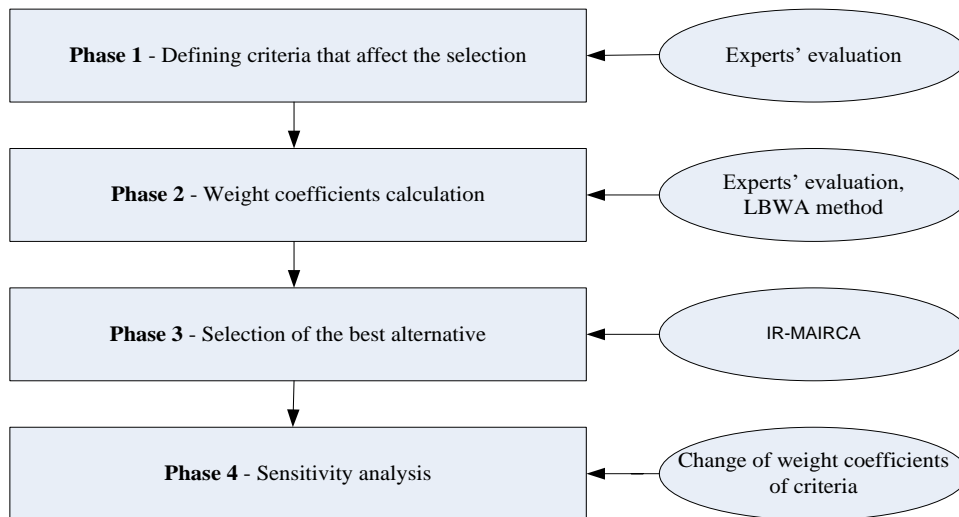 Phase 1 - Defining criteria that affect the selection
Experts’ evaluation
Phase 2 - Weight coefficients calculation
Experts’ evaluation,
LBWA method
Phase 3 - Selection of the best alternative
IR-MAIRCA
Phase 4 - Sensitivity analysis
Change of weight coefficients
of criteria